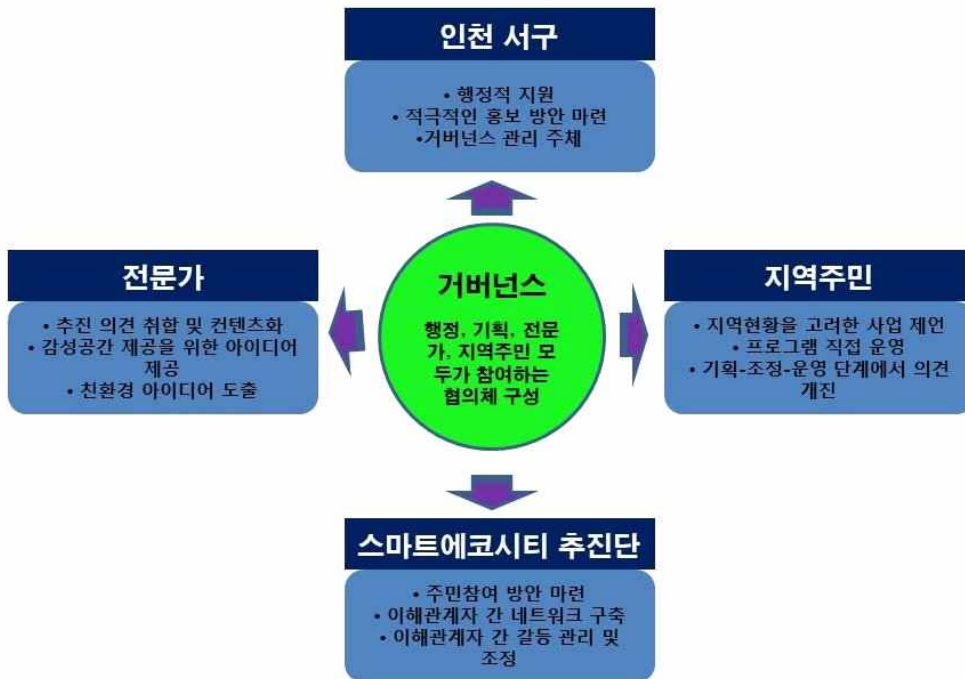 인천 서구
• 행정적 지원
• 적극적인 홍보 방안 마련
•거버넌스 관리 주체
전문가
• 추진 의견 취합 및 컨텐츠화
• 감성공간 제공을 위한 아이디어
제공
• 친환경 아이디어 도출
거버넌스
행정, 기획, 전문
가, 지역주민 모
두가 참여하는
협의체 구성
지역주민
• 지역현황을 고려한 사업 제언
• 프로그램 직접 운영
• 기획-조정-운영 단계에서 의견
개진
스마트에코시티 추진단
• 주민참여 방안 마련
• 이해관계자 간 네트워크 구축
• 이해관계자 간 갈등 관리 및
조정